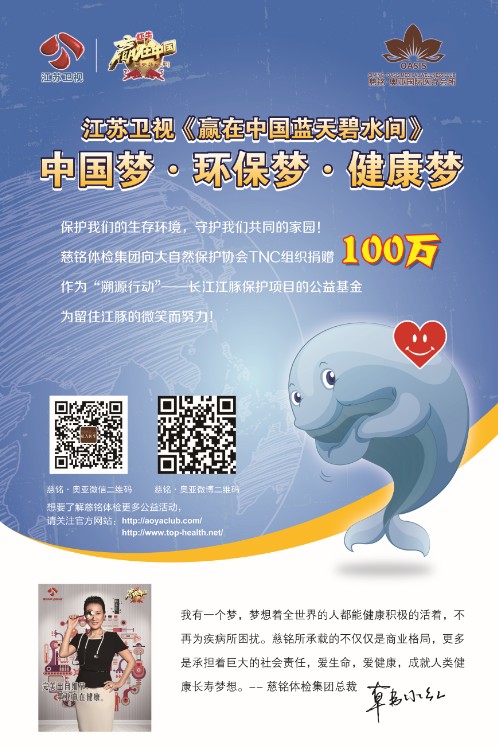 江苏卫视
赢在中国
OASIS
江苏卫视《赢在中国蓝天碧水间》
中国梦·环保梦·健康梦
保护我们的生存环境，守护我们共同的家园！
慈铭体检集团向大自然保护协会TNC组织捐赠 100万
作为“溯源行动”——长江江豚保护项目的公益基金
为留住江豚的微笑而努力！
慈铭·奥亚微信二维码 慈铭·奥亚微博二维码
想要了解慈铭体检更多公益活动，
请关注官方网站：http://aoyaclub.com/
http://www.top-health.net/
我有一个梦，梦想着全世界的人都能健康积极的活着，不
再为疾病所困扰。慈铭所承载的不仅仅是商业格局，更多
是承担着巨大的社会责任，爱生命，爱健康，成就人类健
康长寿梦想。-- 慈铭体检集团总裁